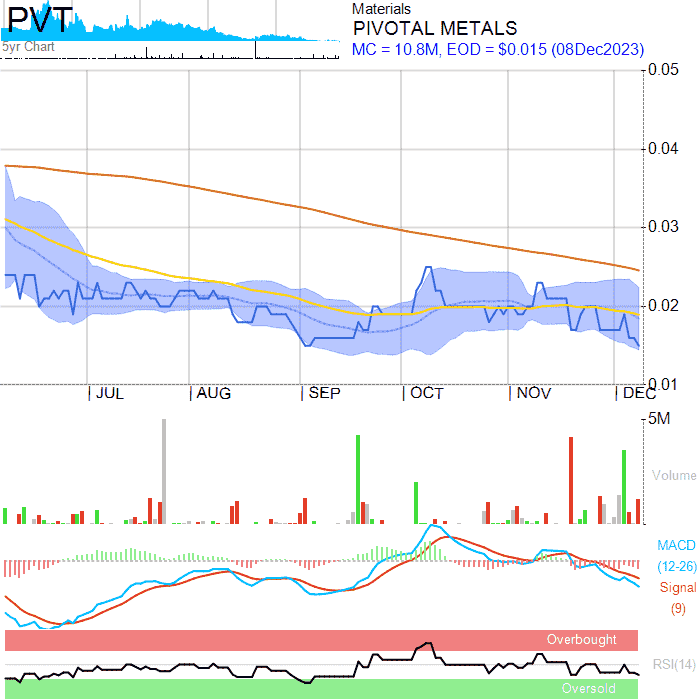 PVT
5yr Chart
Materials
PIVOTAL METALS
MC = 10.8M, EOD = $0.015 (08Dec2023)
0.05
0.04
0.03
0.02
0.01
JUL AUG SEP OCT NOV DEC
5M
Volume
MACD
(12-26)
Signal
(9)
Overbought
RSI(14)
Oversold